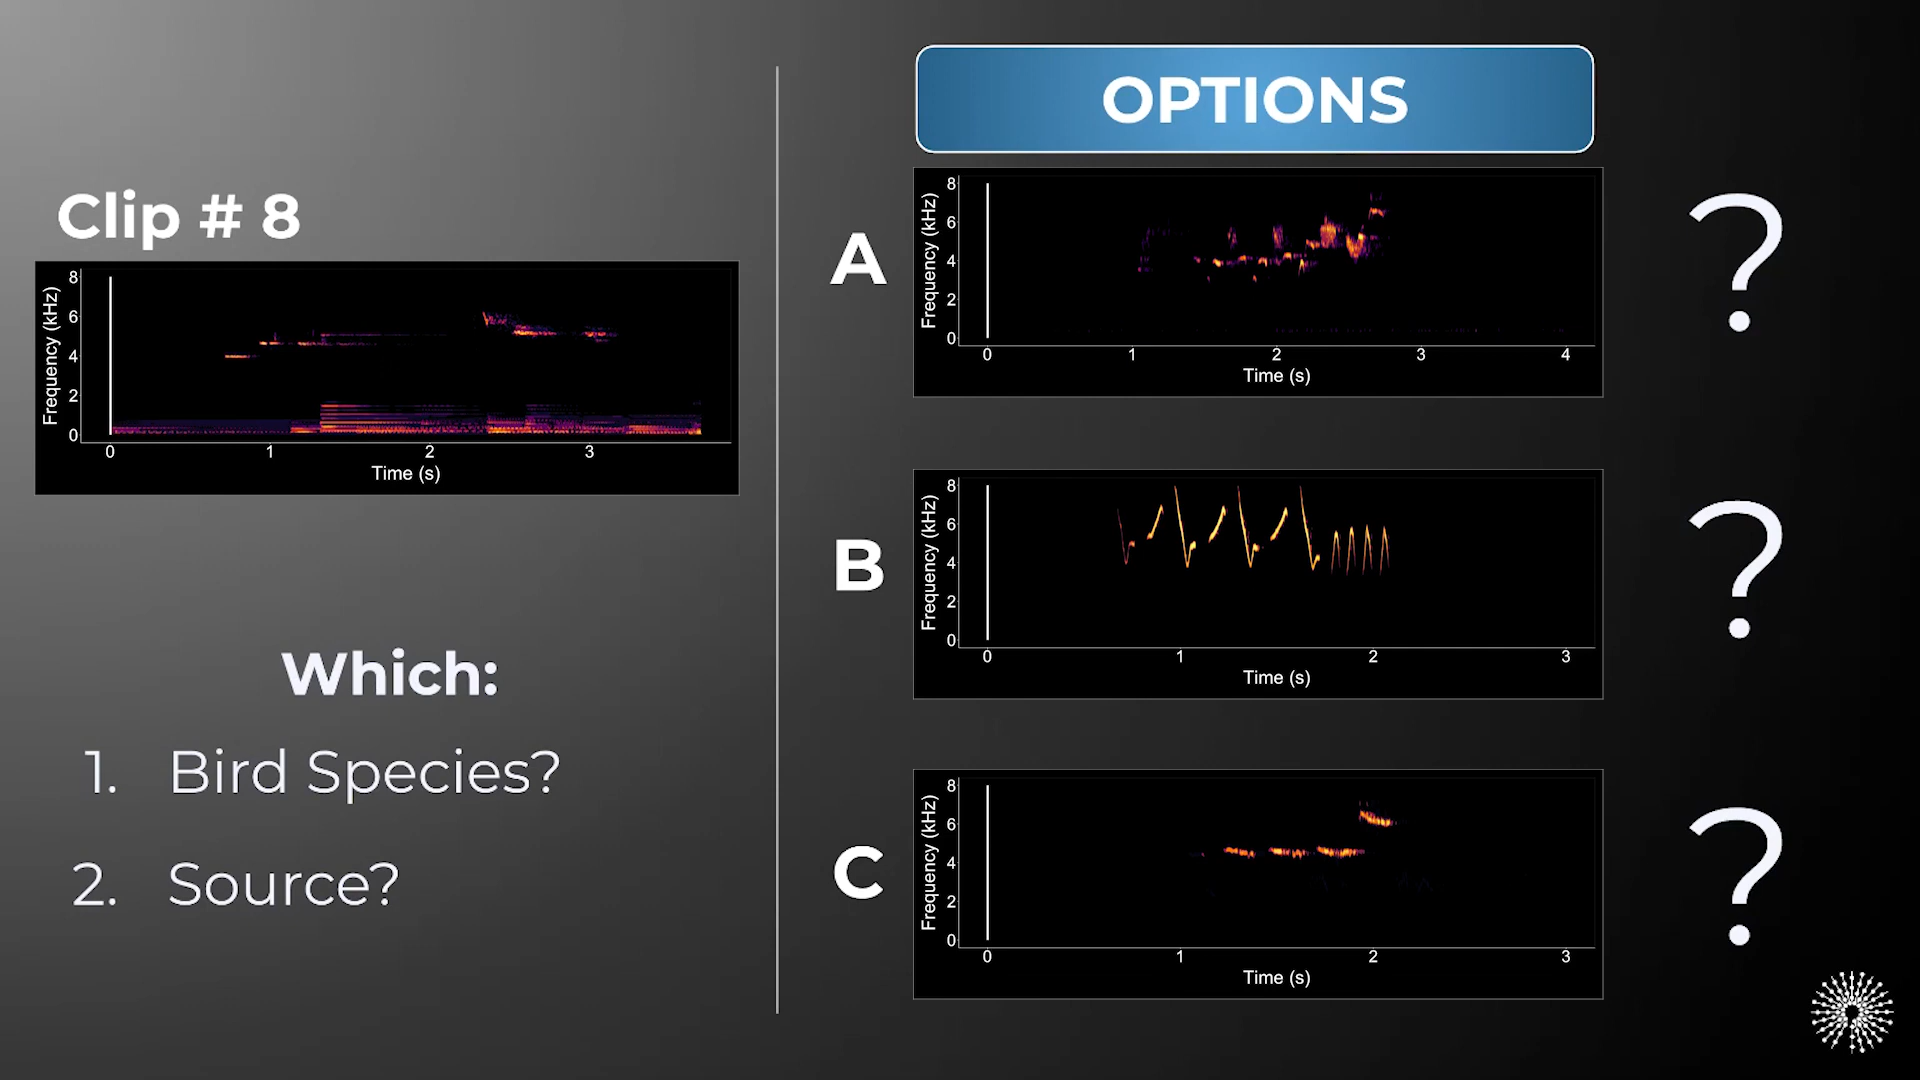 Clip # 8
Frequency (kHz)
8
6
4
2
0
0 1 2 3
Time (s)
Which:
1. Bird Species?
2. Source?
OPTIONS
A
Frequency (kHz)
8
6
4
2
0
0 1 2 3 4
Time (s)
?
B
Frequency (kHz)
8
6
4
2
0
0 1 2 3
Time (s)
?
C
Frequency (kHz)
8
6
4
2
0
0 1 2 3
Time (s)
?